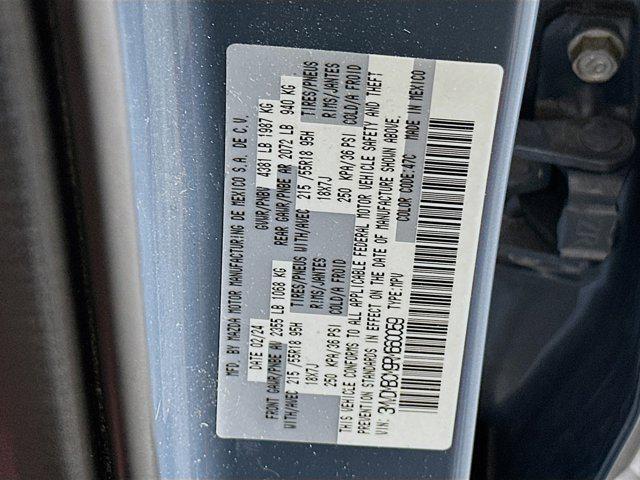 MFD. BY MAZDA MOTOR MANUFACTURING DE MEXICO S.A. DE C.V.
DATE 02/24 GVWR/PNBV 4381 LB 1987 KG
FRONT GAWR/PNBE AV 2355 LB 1068 KG REAR GAWR/PNBE AR 2072 LB 940 KG
WITH/AVEC 215 /55R18 95H TIRES/PNEUS WITH/AVEC 215 /55R18 95H TIRES/PNEUS
18X7J RIMS/JANTES 18X7J RIMS/JANTES
250 KPA/36 PSI COLD/A FROID 250 KPA/36 PSI COLD/A FROID
THIS VEHICLE CONFORMS TO ALL APPLICABLE FEDERAL MOTOR VEHICLE SAFETY AND THEFT
PREVENTION STANDARDS IN EFFECT ON THE DATE OF MANUFACTURE SHOWN ABOVE.
VIN: TYPE: MPV COLOR CODE: 47C MADE IN MEXICO